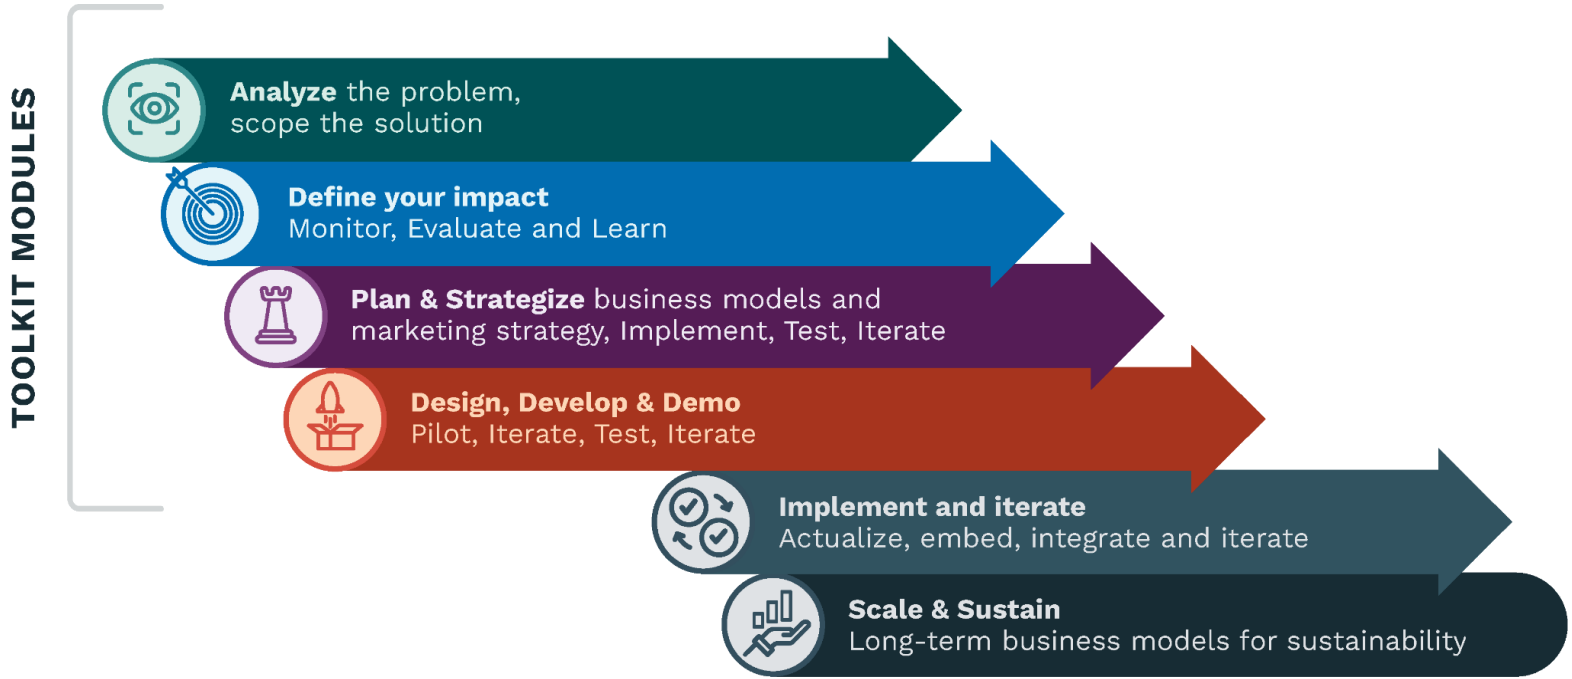 TOOLKIT MODULES
Analyze the problem,
scope the solution
Define your impact
Monitor, Evaluate and Learn
Plan & Strategize business models and
marketing strategy, Implement, Test, Iterate
Design, Develop & Demo
Pilot, Iterate, Test, Iterate
Implement and iterate
Actualize, embed, integrate and iterate
Scale & Sustain
Long-term business models for sustainability